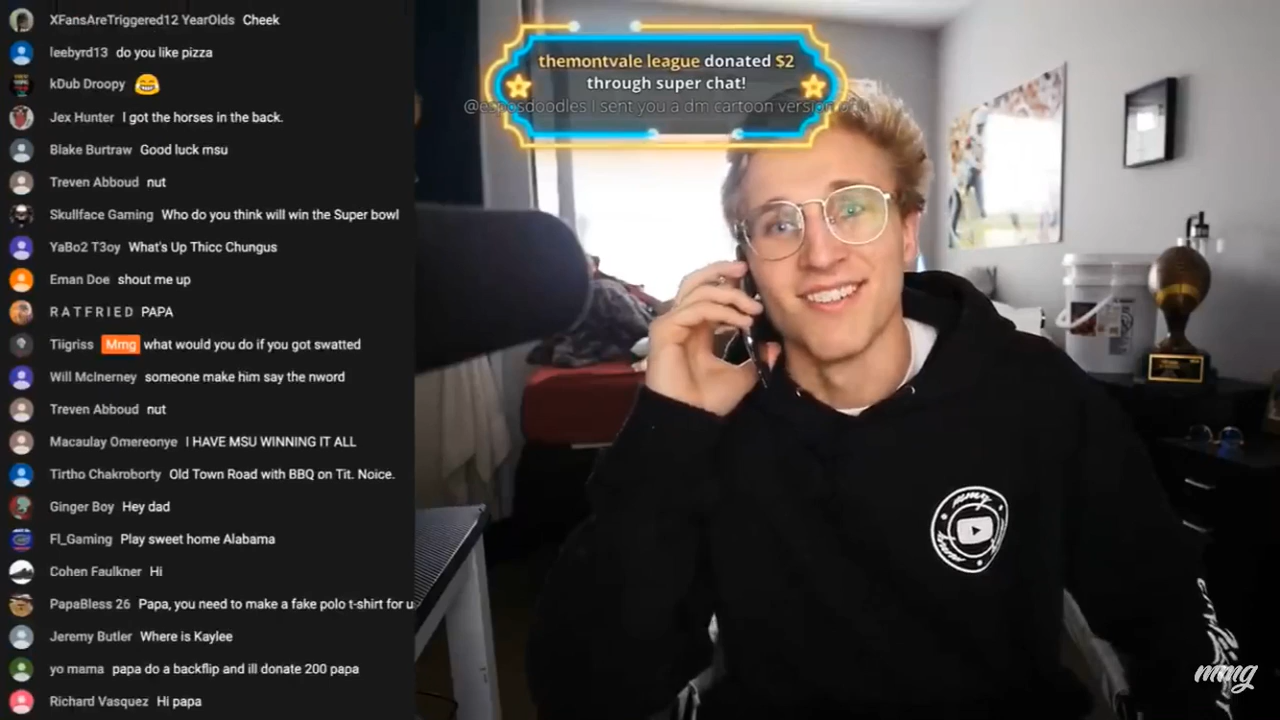 XFansAreTriggered12 YearOlds Cheek
leebyrd13 do you like pizza
kDub Droopy 😂
Jex Hunter I got the horses in the back.
Blake Burtraw Good luck msu
Treven Abboud nut
Skullface Gaming Who do you think will win the Super bowl
YaBo2 T3oy What's Up Thicc Chungus
Eman Doe shout me up
R A T F R I E D PAPA
Tiigriss Mmg what would you do if you got swatted
Will McInerney someone make him say the nword
Treven Abboud nut
Macaulay Omereonye I HAVE MSU WINNING IT ALL
Tirtho Chakroborty Old Town Road with BBQ on Tit. Noice.
Ginger Boy Hey dad
Fl_Gaming Play sweet home Alabama
Cohen Faulkner Hi
PapaBless 26 Papa, you need to make a fake polo t-shirt for u
Jeremy Butler Where is Kaylee
yo mama papa do a backflip and ill donate 200 papa
Richard Vasquez Hi papa
themontvale league donated $2
through super chat!
I sent you a dm cartoon version
mmg
mmg